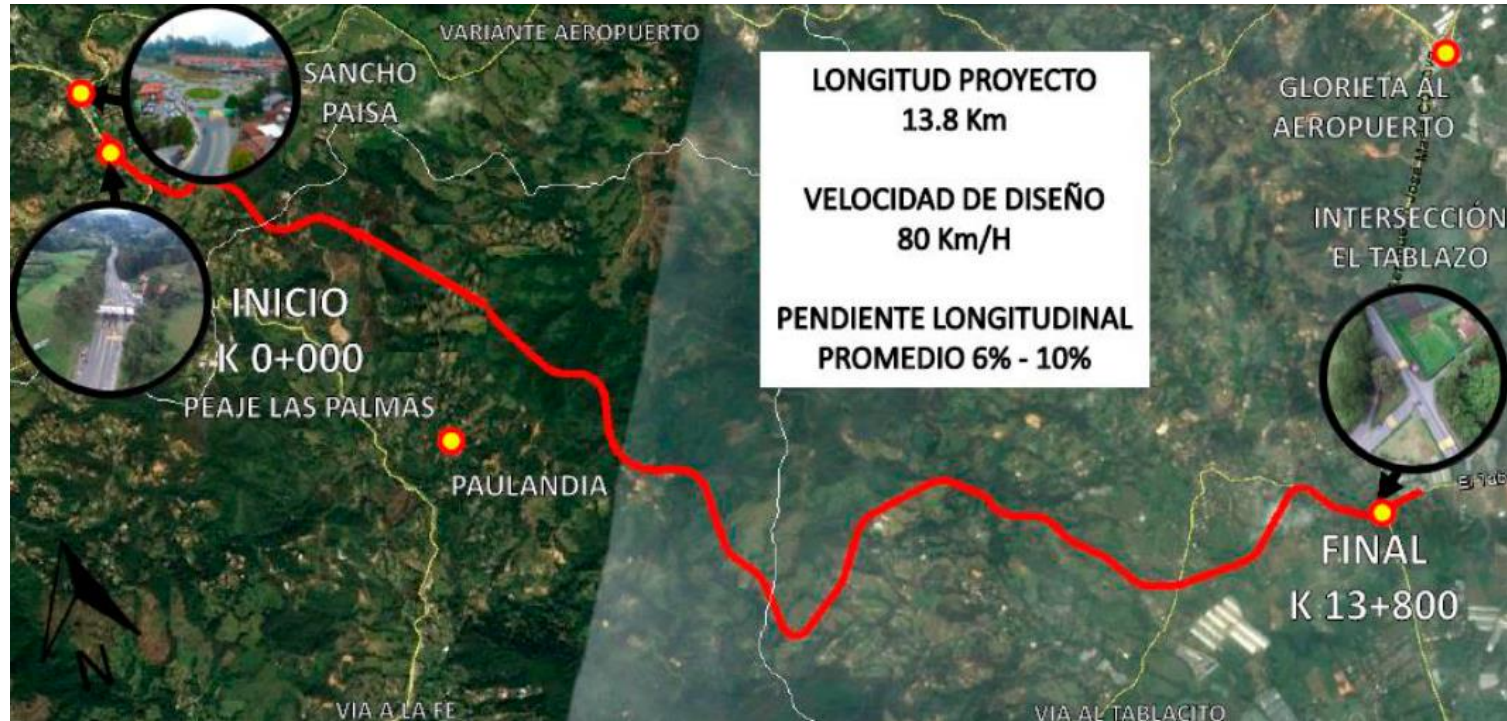 VARIANTE AEROPUERTO
SANCHO
PAISA
LONGITUD PROYECTO
13.8 Km
VELOCIDAD DE DISEÑO
80 Km/H
PENDIENTE LONGITUDINAL
PROMEDIO 6% - 10%
GLORIETA AL
AEROPUERTO
INTERSECCIÓN
EL TABLAZO
INICIO
K 0+000
PEAJE LAS PALMAS
PAULANDIA
FINAL
K 13+800
N
VIA A LA FE
VIA AL TABLACITO